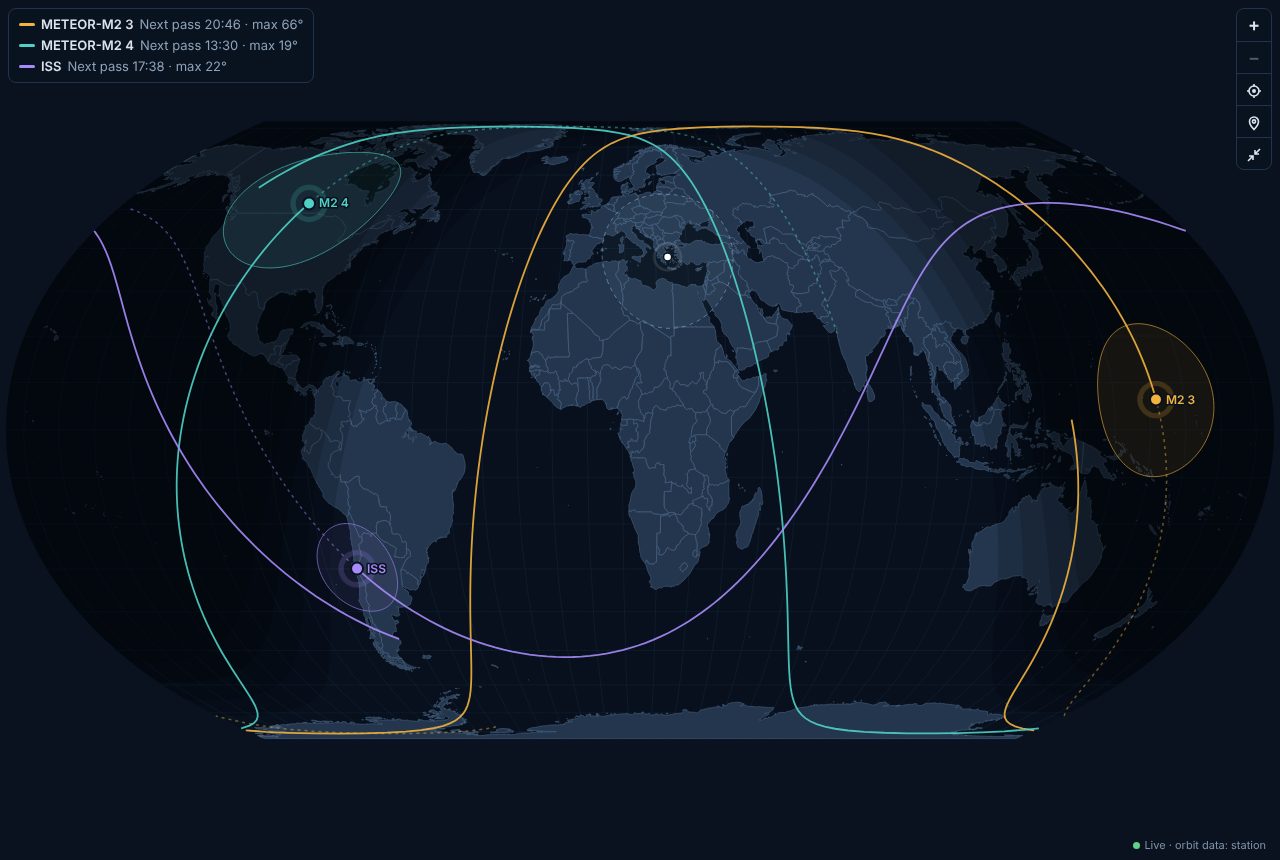 METEOR-M2 3 Next pass 20:46 · max 66°
METEOR-M2 4 Next pass 13:30 · max 19°
ISS Next pass 17:38 · max 22°
M2 4
M2 3
ISS
Live · orbit data: station